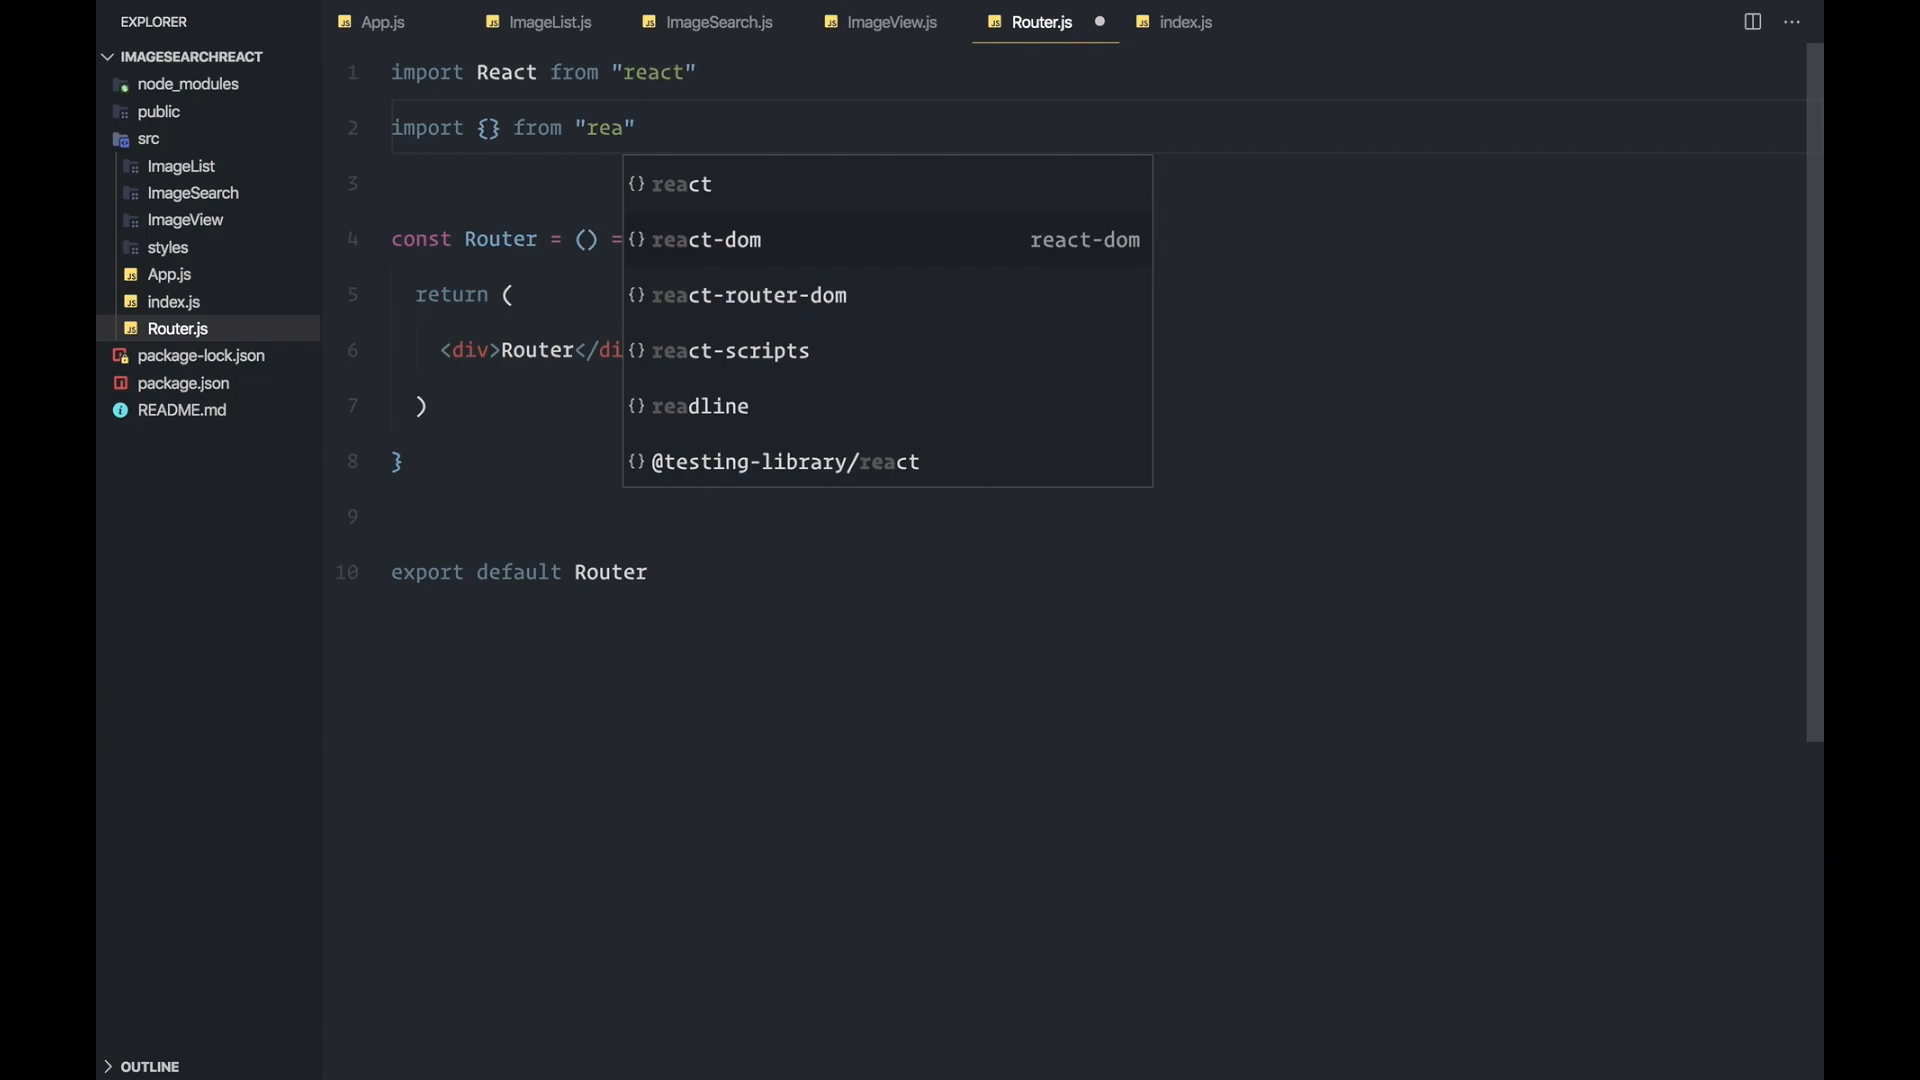 EXPLORER
App.js
ImageList.js
ImageSearch.js
ImageView.js
Router.js
index.js
IMAGESEARCHREACT
node_modules
public
src
ImageList
ImageSearch
ImageView
styles
App.js
index.js
Router.js
package-lock.json
package.json
README.md
OUTLINE
1 import React from "react"
2 import {} from "rea"
3
4 const Router = () =
5 return (
6 <div>Router</di
7 )
8 }
9
10 export default Router
{} react
{} react-dom react-dom
{} react-router-dom
{} react-scripts
{} readline
{} @testing-library/react